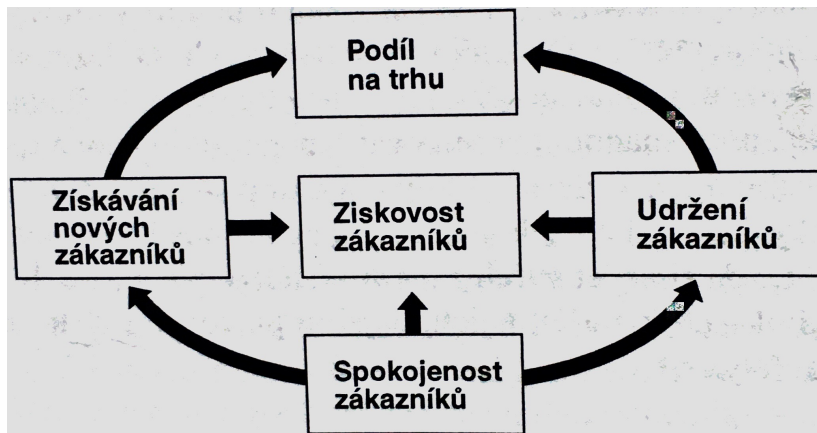 Podíl
na trhu
Získávání
nových
zákazníků
Ziskovost
zákazníků
Udržení
zákazníků
Spokojenost
zákazníků